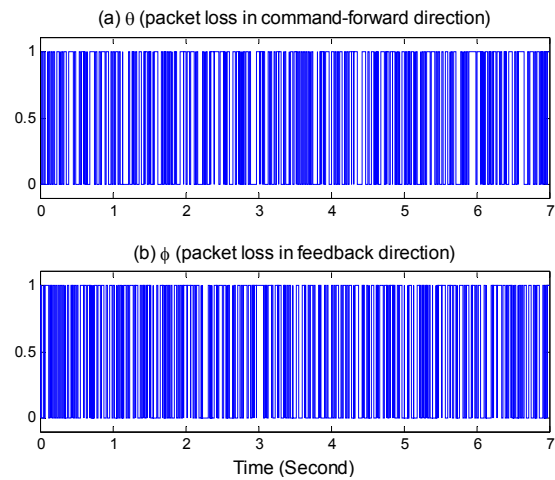 (a) θ (packet loss in command-forward direction)
1
0.5
0
0 1 2 3 4 5 6 7
(b) ϕ (packet loss in feedback direction)
1
0.5
0
0 1 2 3 4 5 6 7
Time (Second)